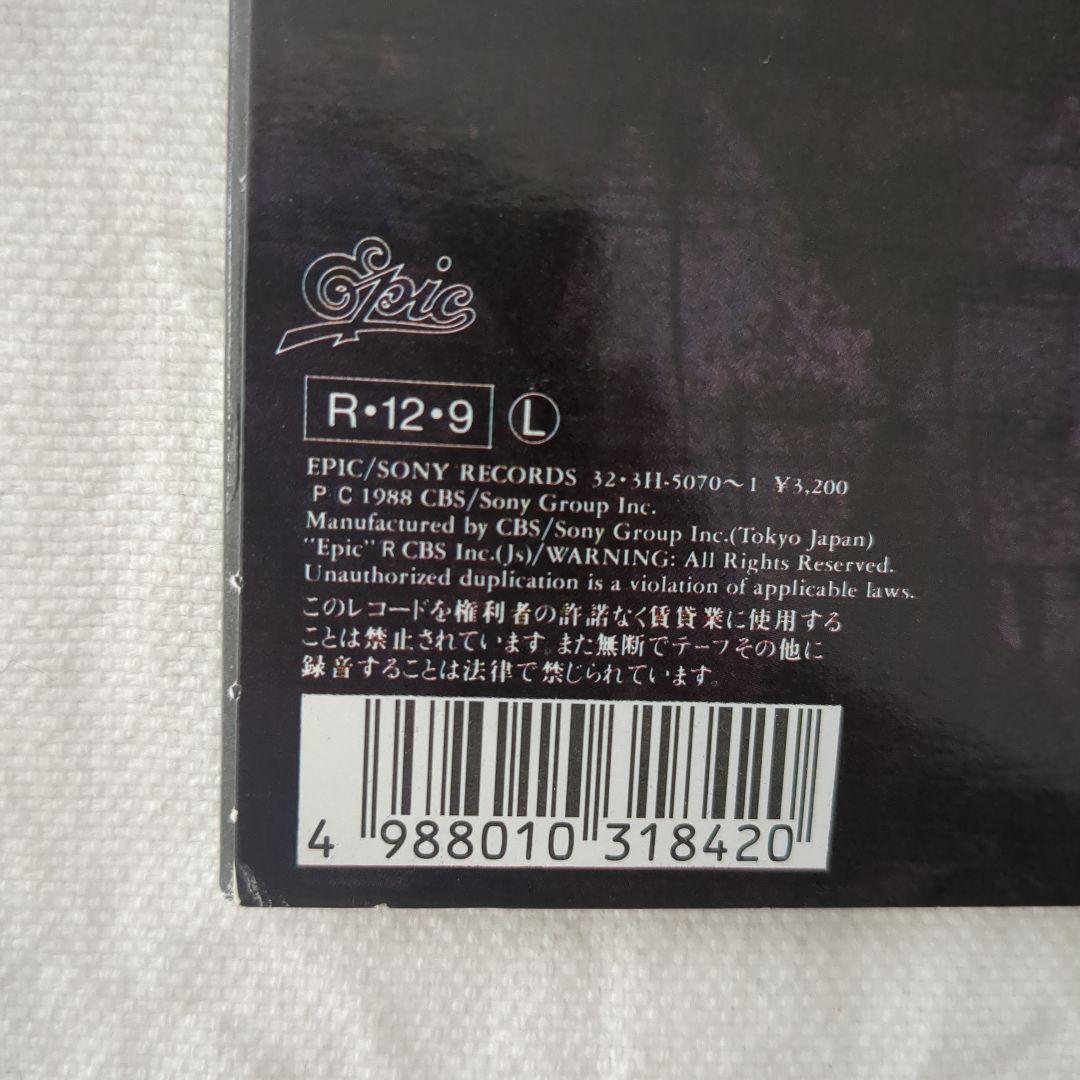 Epic
R•12•9 Ⓛ
EPIC/SONY RECORDS 32•3H-5070〜1 ¥3,200
P C 1988 CBS/Sony Group Inc.
Manufactured by CBS/Sony Group Inc.(Tokyo Japan)
"Epic" R CBS Inc.(Js)/WARNING: All Rights Reserved.
Unauthorized duplication is a violation of applicable laws.
このレコードを権利者の許諾なく賃貸業に使用する
ことは禁止されています。また無断でテープその他に
録音することは法律で禁じられています。
4 988010 318420